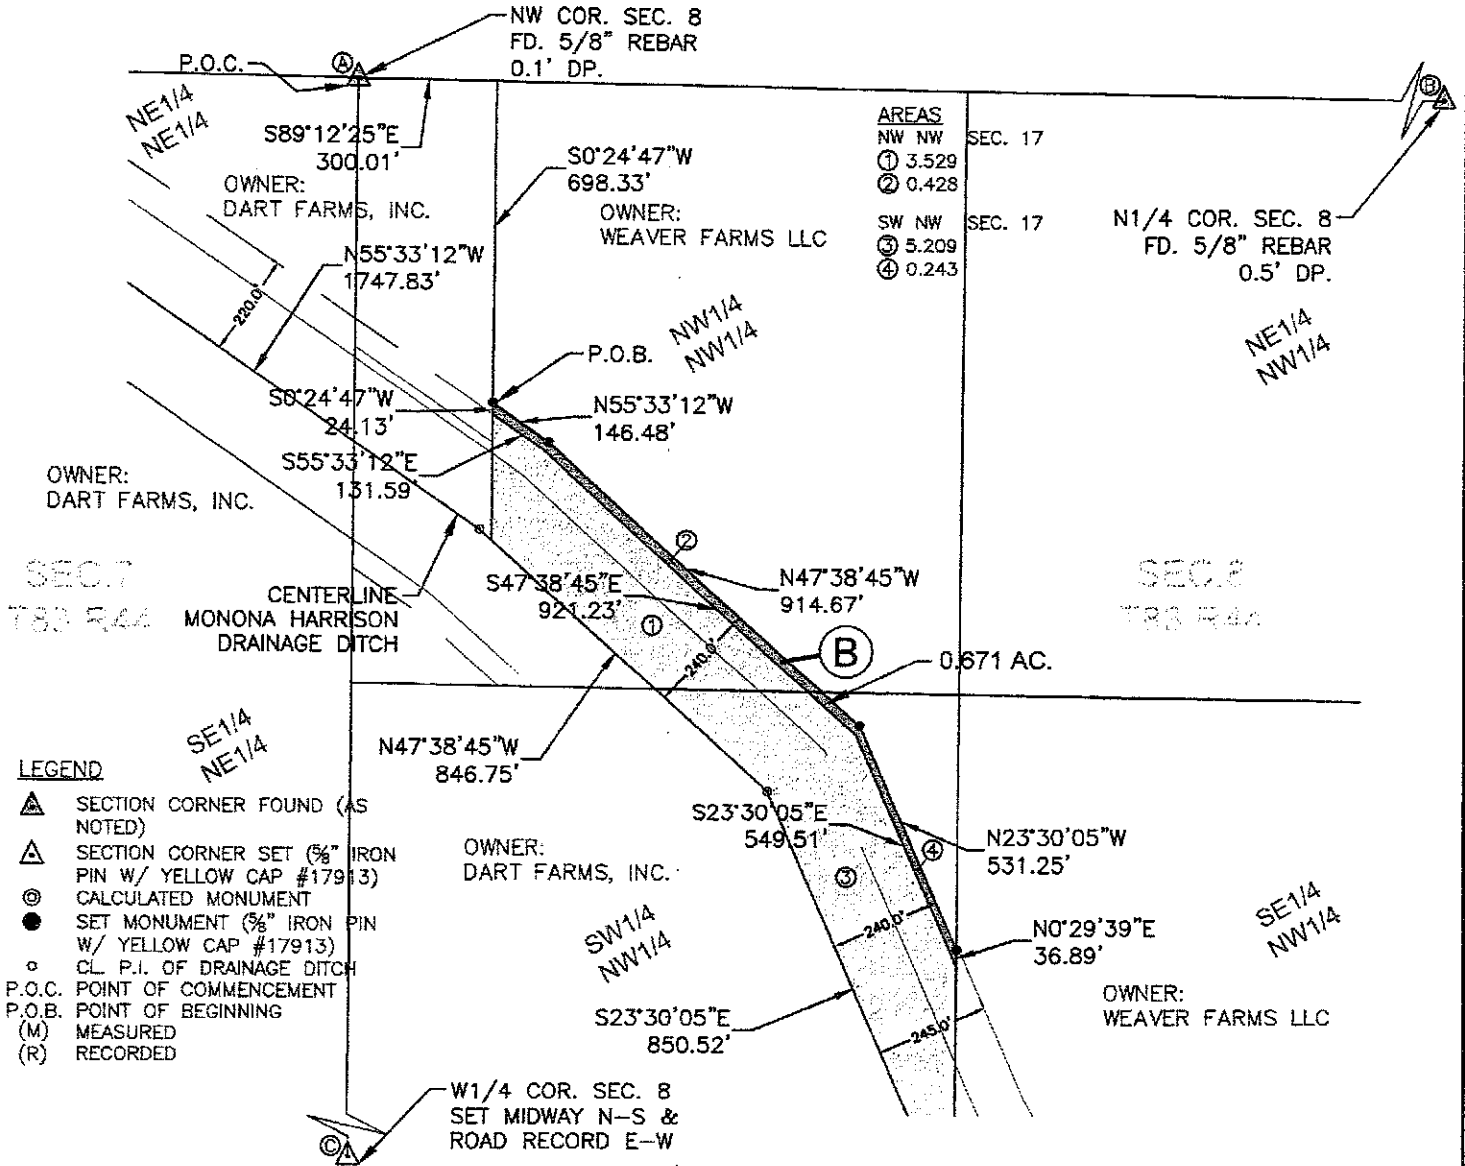 NW COR. SEC. 8
FD. 5/8" REBAR
0.1' DP.
P.O.C.
A
B
NE1/4
NE1/4
S89°12'25"E
300.01'
OWNER:
DART FARMS, INC.
S0°24'47"W
698.33'
OWNER:
WEAVER FARMS LLC
AREAS
NW NW SEC. 17
1 3.529
2 0.428
SW NW SEC. 17
3 5.209
4 0.243
N1/4 COR. SEC. 8
FD. 5/8" REBAR
0.5' DP.
N55°33'12"W
1747.83'
220.0'
NW1/4
NW1/4
NE1/4
NW1/4
P.O.B.
S0°24'47"W
24.13'
N55°33'12"W
146.48'
S55°33'12"E
131.59'
OWNER:
DART FARMS, INC.
2
SEC.7
T83 R44
CENTERLINE
MONONA HARRISON
DRAINAGE DITCH
S47°38'45"E
921.23'
1
N47°38'45"W
914.67'
SEC.8
T83 R44
240.0'
B
0.671 AC.
SE1/4
NE1/4
N47°38'45"W
846.75'
LEGEND
SECTION CORNER FOUND (AS
NOTED)
SECTION CORNER SET (⅝" IRON
PIN W/ YELLOW CAP #17913)
CALCULATED MONUMENT
SET MONUMENT (⅝" IRON PIN
W/ YELLOW CAP #17913)
CL P.I. OF DRAINAGE DITCH
P.O.C. POINT OF COMMENCEMENT
P.O.B. POINT OF BEGINNING
(M) MEASURED
(R) RECORDED
S23°30'05"E
549.51'
OWNER:
DART FARMS, INC.
3
4
N23°30'05"W
531.25'
SW1/4
NW1/4
240.0'
SE1/4
NW1/4
N0°29'39"E
36.89'
OWNER:
WEAVER FARMS LLC
S23°30'05"E
850.52'
245.0'
W1/4 COR. SEC. 8
SET MIDWAY N-S &
ROAD RECORD E-W
C